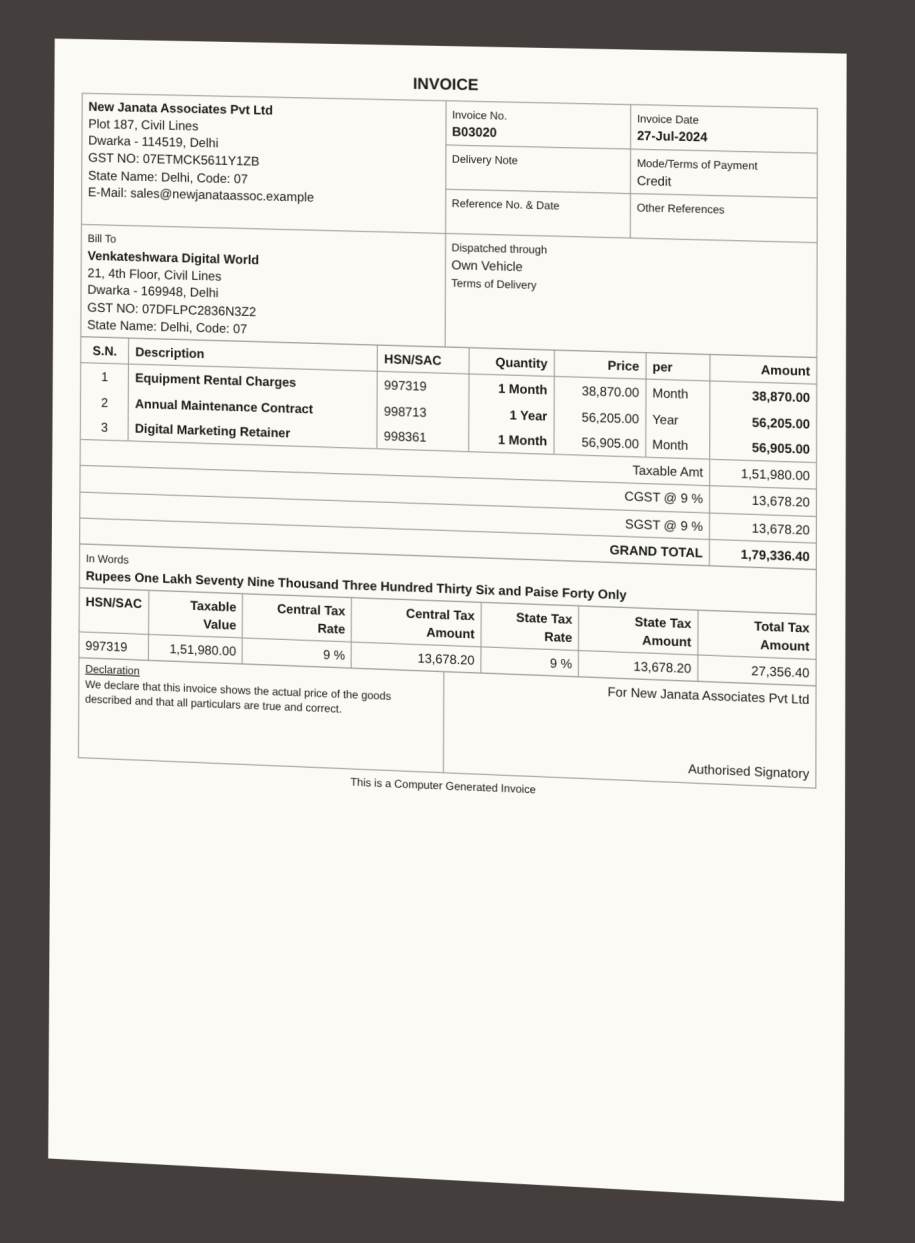 INVOICE
New Janata Associates Pvt Ltd
Plot 187, Civil Lines
Dwarka - 114519, Delhi
GST NO: 07ETMCK5611Y1ZB
State Name: Delhi, Code: 07
E-Mail: sales@newjanataassoc.example
Invoice No.
B03020
Invoice Date
27-Jul-2024
Delivery Note
Mode/Terms of Payment
Credit
Reference No. & Date
Other References
Bill To
Venkateshwara Digital World
21, 4th Floor, Civil Lines
Dwarka - 169948, Delhi
GST NO: 07DFLPC2836N3Z2
State Name: Delhi, Code: 07
Dispatched through
Own Vehicle
Terms of Delivery
S.N. Description HSN/SAC Quantity Price per Amount
1 Equipment Rental Charges 997319 1 Month 38,870.00 Month 38,870.00
2 Annual Maintenance Contract 998713 1 Year 56,205.00 Year 56,205.00
3 Digital Marketing Retainer 998361 1 Month 56,905.00 Month 56,905.00
Taxable Amt 1,51,980.00
CGST @ 9 % 13,678.20
SGST @ 9 % 13,678.20
GRAND TOTAL 1,79,336.40
In Words
Rupees One Lakh Seventy Nine Thousand Three Hundred Thirty Six and Paise Forty Only
HSN/SAC Taxable Central Tax Central Tax State Tax State Tax Total Tax
Value Rate Amount Rate Amount Amount
997319 1,51,980.00 9 % 13,678.20 9 % 13,678.20 27,356.40
Declaration
We declare that this invoice shows the actual price of the goods
described and that all particulars are true and correct.
For New Janata Associates Pvt Ltd
Authorised Signatory
This is a Computer Generated Invoice